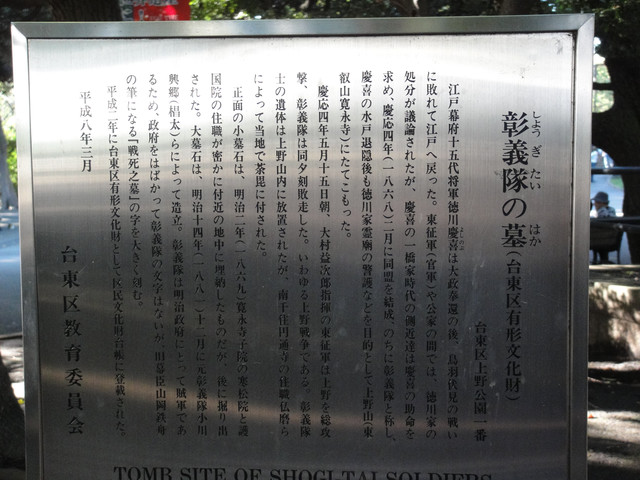 彰義隊の墓(台東区有形文化財)
しょうぎたい はか
台東区上野公園一番
江戸幕府十五代将軍徳川慶喜は大政奉還の後、鳥羽伏見の戦い
よしのぶ
に敗れて江戸へ戻った。東征軍(官軍)や公家の間では、徳川家の
処分が議論されたが、慶喜の一橋家時代の側近達は慶喜の助命を
求め、慶応四年(一八六八)二月に同盟を結成、のちに彰義隊と称し、
慶喜の水戸退隠後も徳川家霊廟の警護などを目的として上野山(東
叡山寛永寺)にたてこもった。
慶応四年五月十五日朝、大村益次郎指揮の東征軍は上野を総攻
撃、彰義隊は同夕刻敗走した。いわゆる上野戦争である。彰義隊
士の遺体は上野山内に放置されたが、南千住円通寺の住職仏磨ら
によって当地で荼毘に付された。
正面の小墓石は、明治二年(一八六九)寛永寺子院の寒松院と護
国院の住職が密かに付近の地中に埋納したものだが、後に掘り出
された。大墓石は、明治十四年(一八八一)十二月に元彰義隊小川
興郷(椙太)らによって造立。彰義隊は明治政府にとって賊軍であ
るため、政府をはばかって彰義隊の文字はないが、旧幕臣山岡鉄舟
の筆になる「戦死之墓」の字を大きく刻む。
平成二年に台東区有形文化財として区民文化財台帳に登載された。
平成八年三月
台東区教育委員会
TOMB SITE OF SHOGI-TAI SOLDIERS